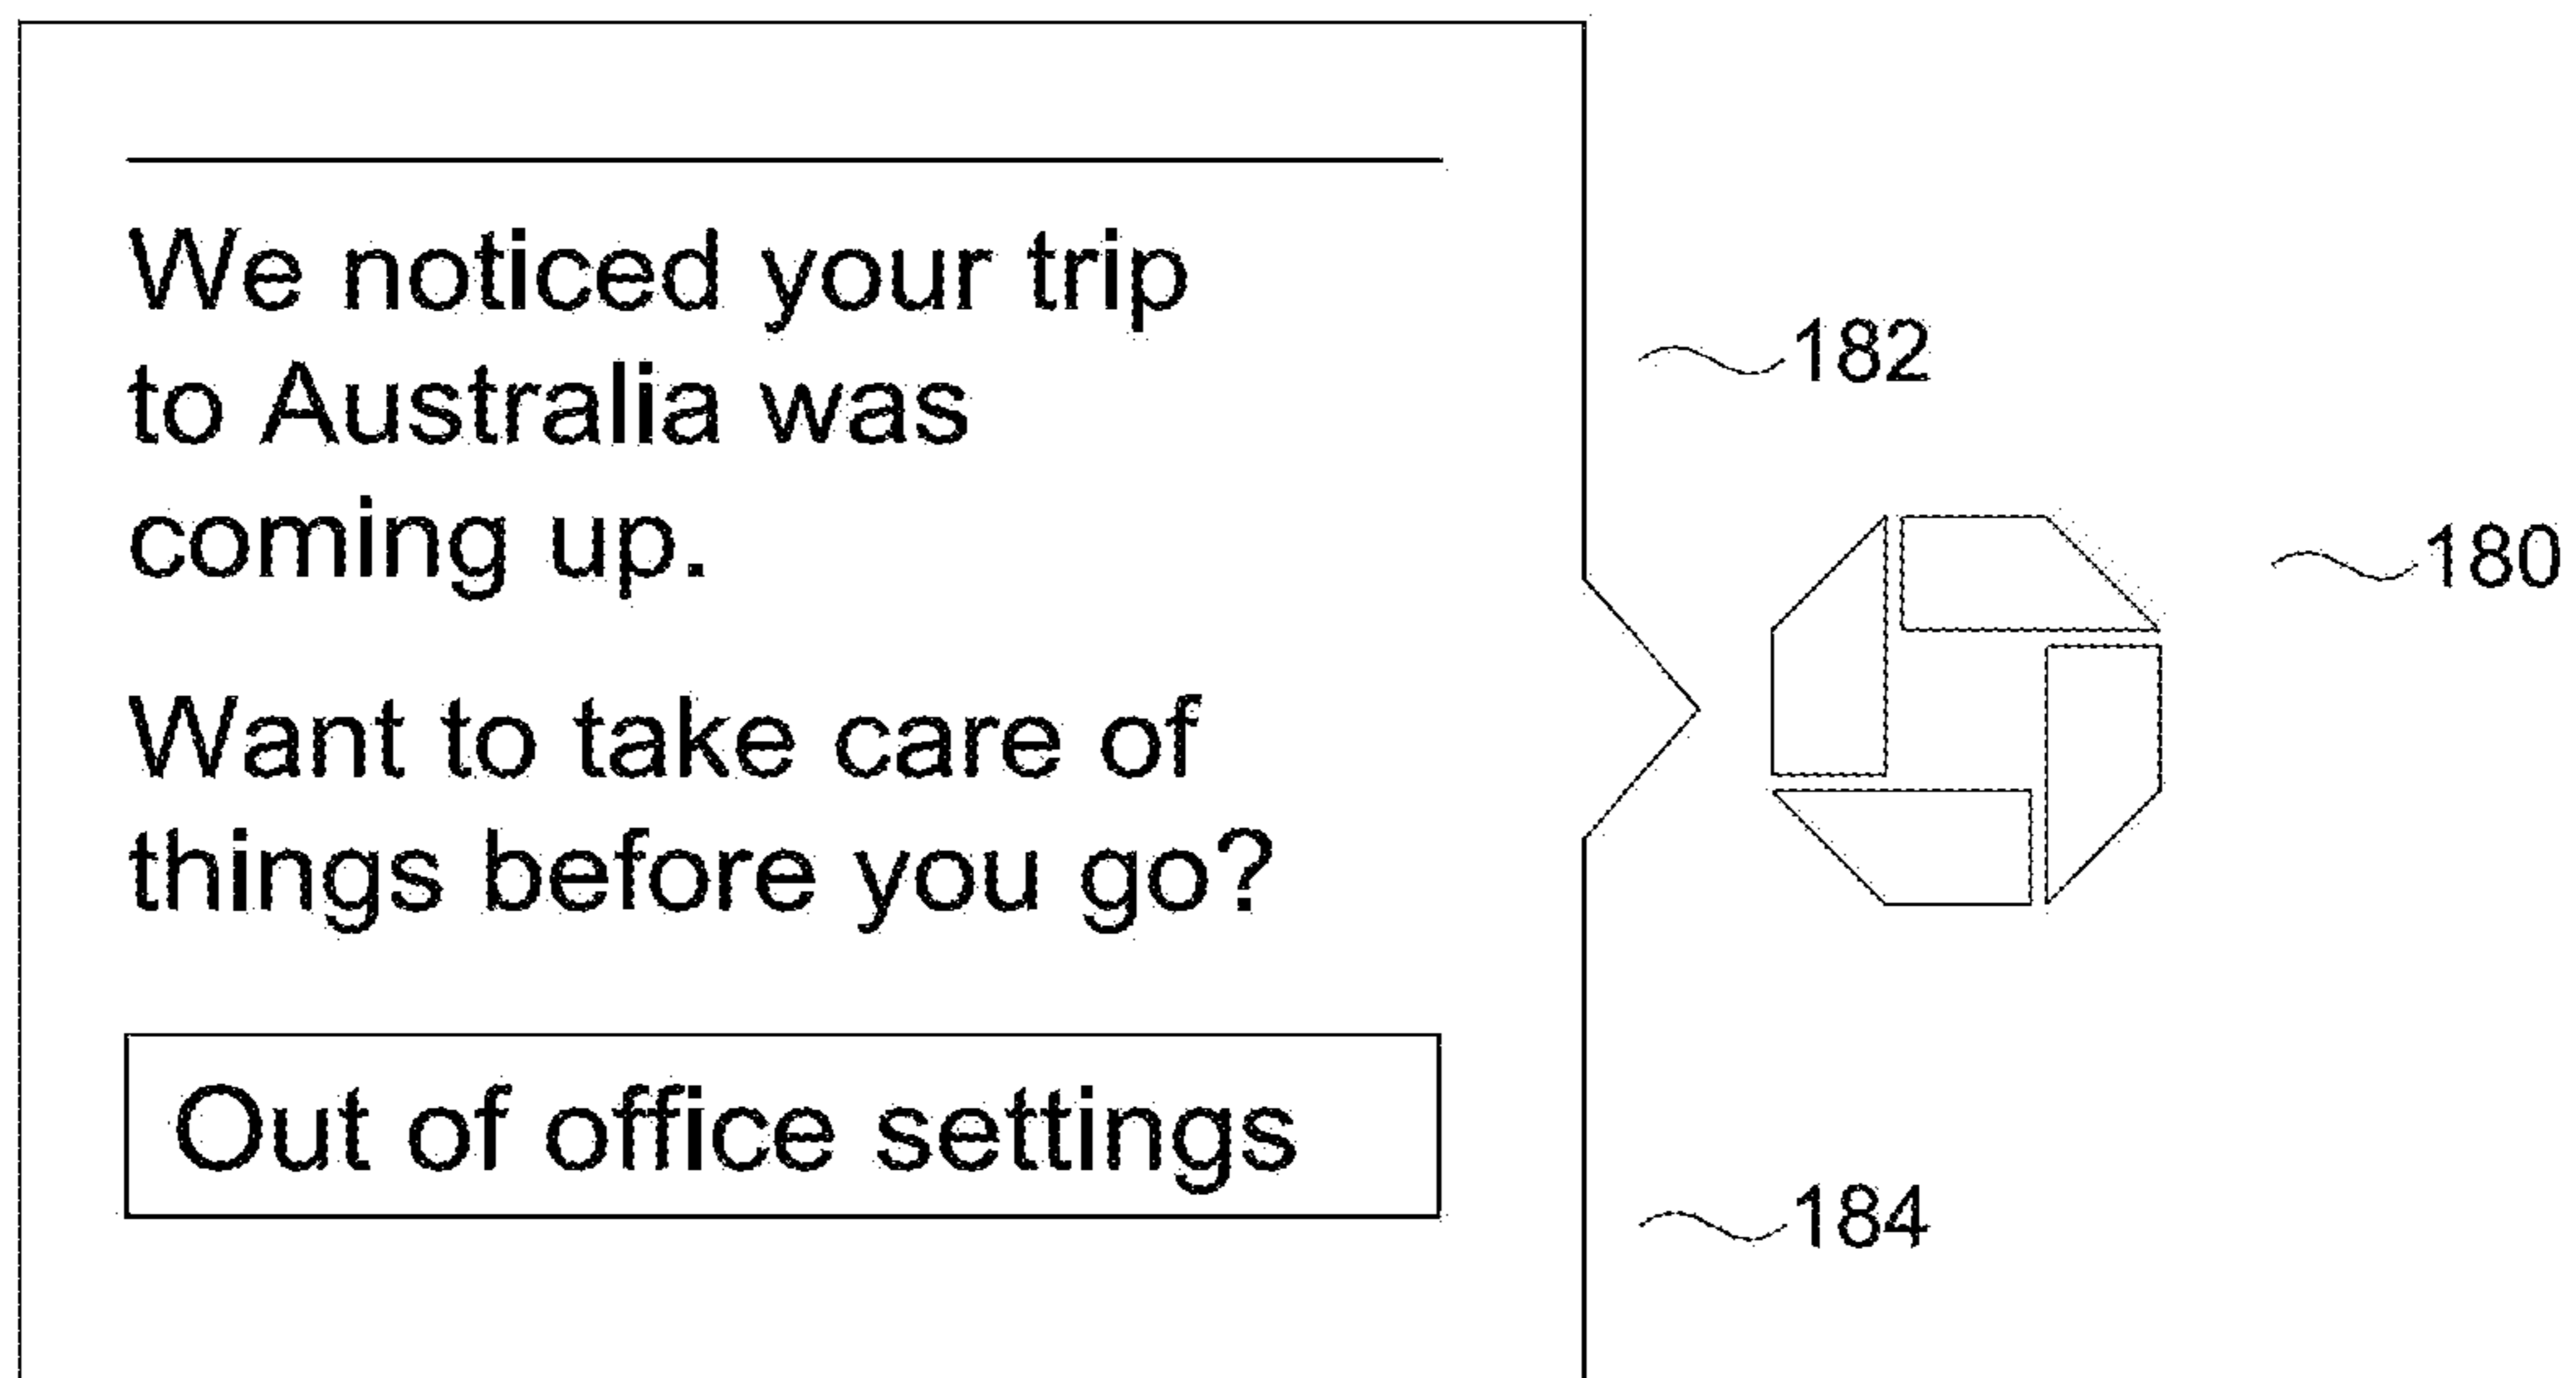 We noticed your trip
to Australia was
coming up.
Want to take care of
things before you go?
Out of office settings
182
180
184